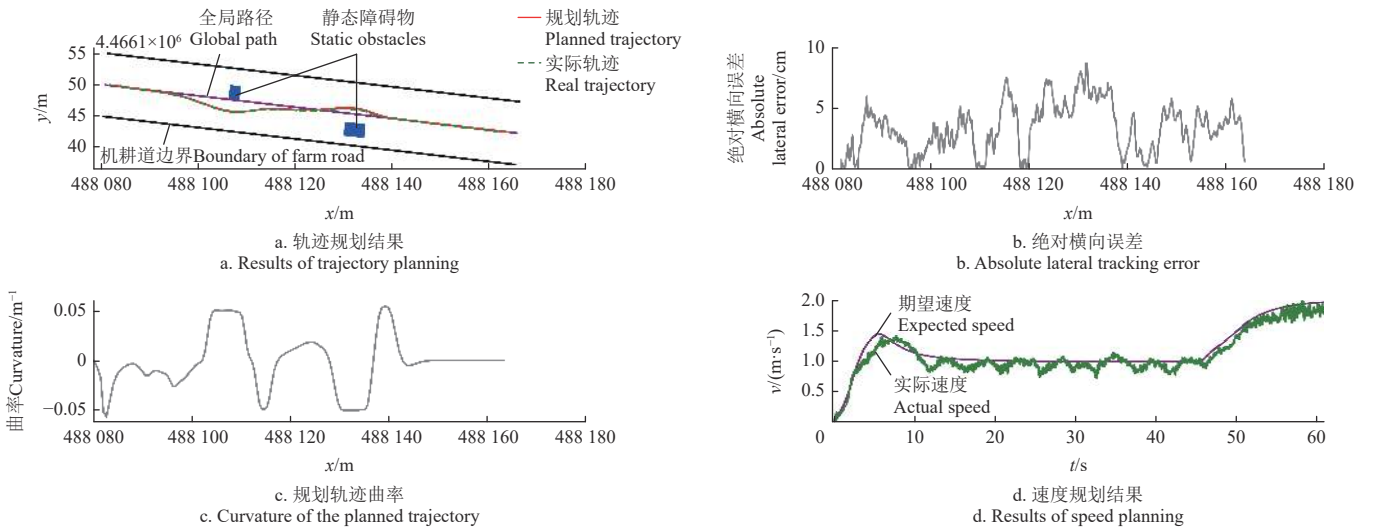 全局路径
Global path
静态障碍物
Static obstacles
规划轨迹
Planned trajectory
实际轨迹
Real trajectory
4.4661×10⁶
55
50
45
40
y/m
机耕道边界Boundary of farm road
488 080
488 100
488 120
488 140
488 160
488 180
x/m
a. 轨迹规划结果
a. Results of trajectory planning
绝对横向误差
Absolute
lateral error/cm
10
5
0
488 080
488 100
488 120
488 140
488 160
488 180
x/m
b. 绝对横向误差
b. Absolute lateral tracking error
曲率Curvature/m⁻¹
0.05
0
−0.05
488 080
488 100
488 120
488 140
488 160
488 180
x/m
c. 规划轨迹曲率
c. Curvature of the planned trajectory
v/(m·s⁻¹)
2.0
1.5
1.0
0.5
0
期望速度
Expected speed
实际速度
Actual speed
10
20
30
40
50
60
t/s
d. 速度规划结果
d. Results of speed planning